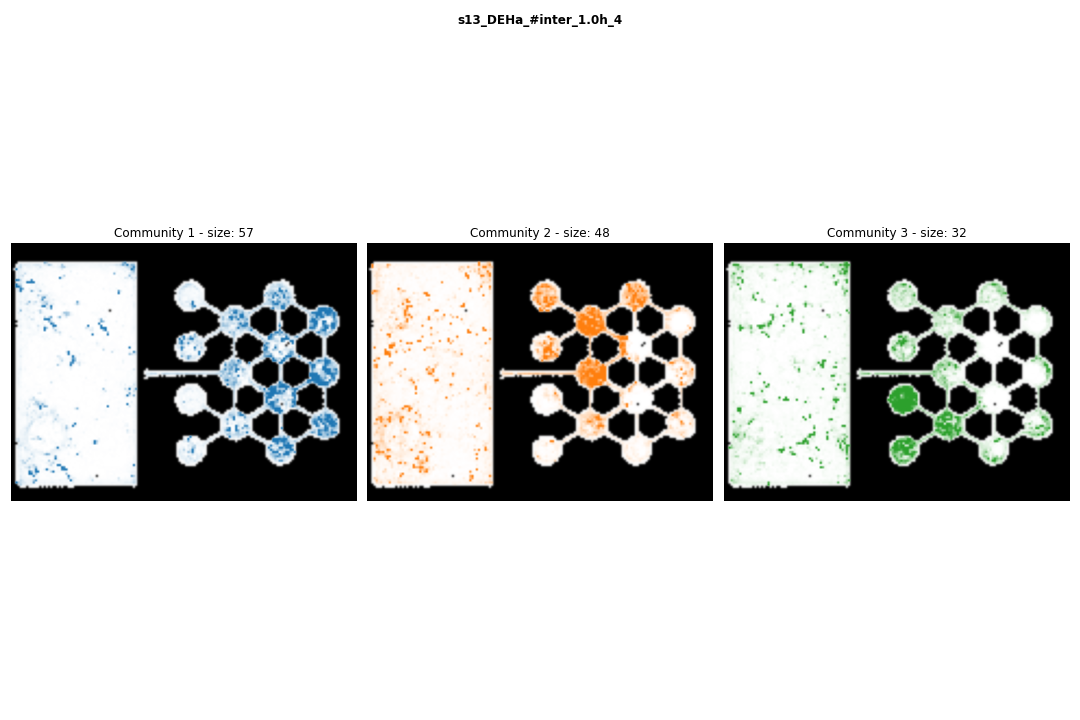 s13_DEHa_#inter_1.0h_4
Community 1 - size: 57
Community 2 - size: 48
Community 3 - size: 32